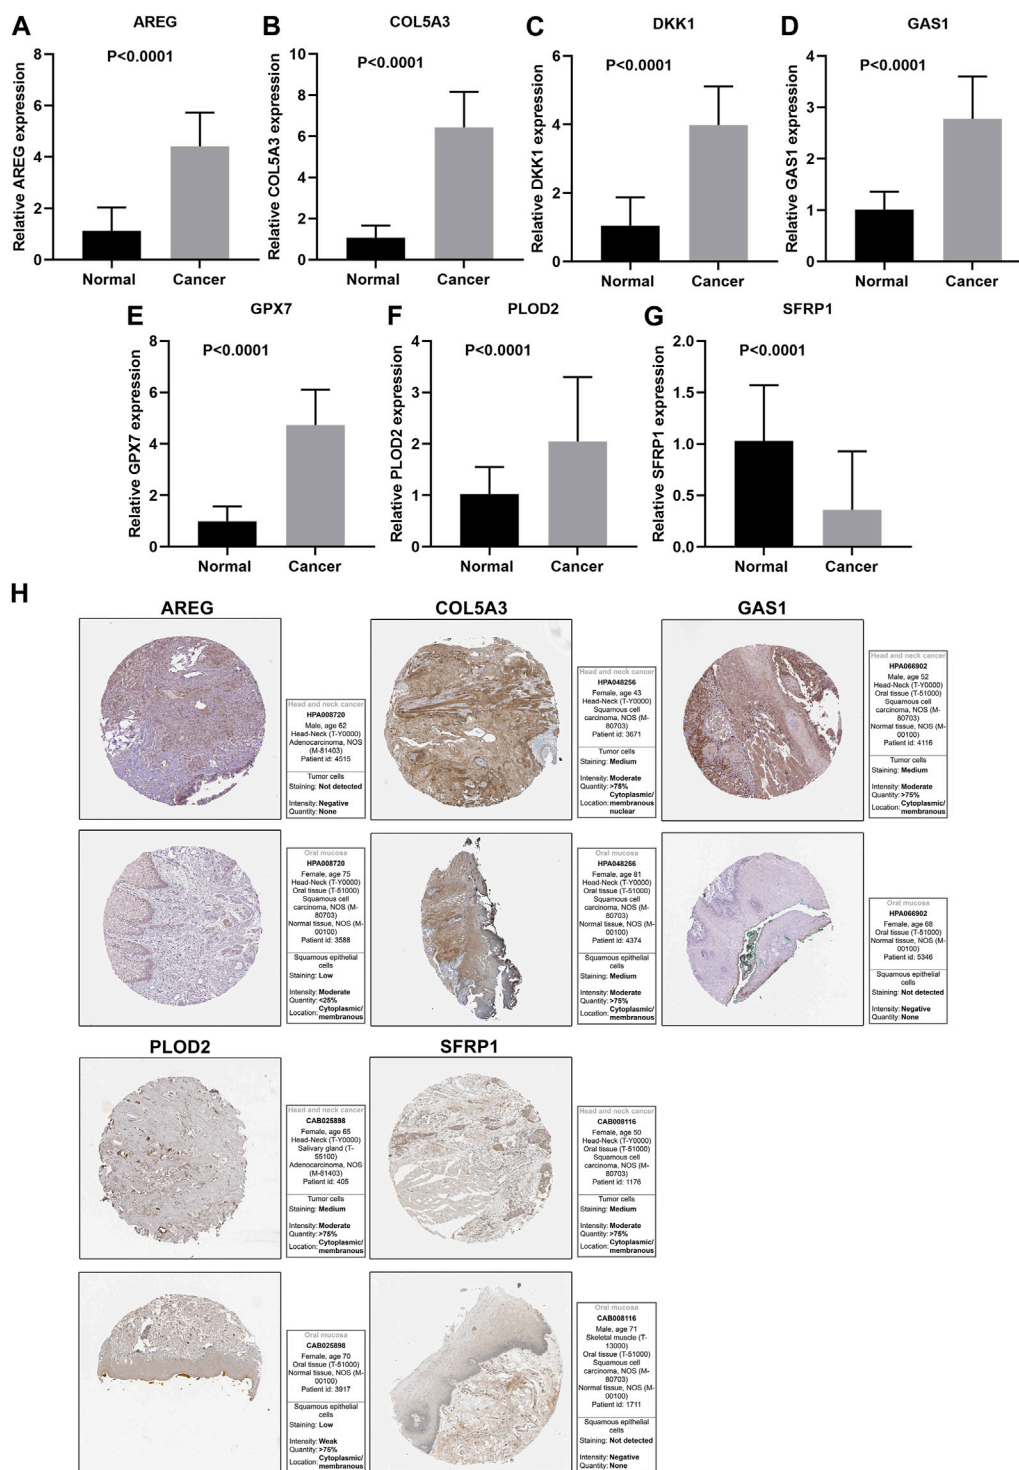 A
AREG
P<0.0001
Relative AREG expression
8
6
4
2
0
Normal
Cancer
B
COL5A3
P<0.0001
Relative COL5A3 expression
10
8
6
4
2
0
Normal
Cancer
C
DKK1
P<0.0001
Relative DKK1 expression
6
4
2
0
Normal
Cancer
D
GAS1
P<0.0001
Relative GAS1 expression
4
3
2
1
0
Normal
Cancer
E
GPX7
P<0.0001
Relative GPX7 expression
8
6
4
2
0
Normal
Cancer
F
PLOD2
P<0.0001
Relative PLOD2 expression
4
3
2
1
0
Normal
Cancer
G
SFRP1
P<0.0001
Relative SFRP1 expression
2.0
1.5
1.0
0.5
0.0
Normal
Cancer
H
AREG
Head and neck cancer
HPA008720
Male, age 62
Head-Neck (T-Y0000)
Adenocarcinoma, NOS
(M-81403)
Patient id: 4515
Tumor cells
Staining: Not detected
Intensity: Negative
Quantity: None
COL5A3
Head and neck cancer
HPA048256
Female, age 43
Head-Neck (T-Y0000)
Squamous cell
carcinoma, NOS (M-
80703)
Patient id: 3671
Tumor cells
Staining: Medium
Intensity: Moderate
Quantity: >75%
Location: Cytoplasmic/
membranous
nuclear
GAS1
Head and neck cancer
HPA066902
Male, age 52
Head-Neck (T-Y0000)
Oral tissue (T-51000)
Squamous cell
carcinoma, NOS (M-
80703)
Normal tissue, NOS (M-
00100)
Patient id: 4116
Tumor cells
Staining: Medium
Intensity: Moderate
Quantity: >75%
Location: Cytoplasmic/
membranous
Oral mucosa
HPA008720
Female, age 75
Head-Neck (T-Y0000)
Oral tissue (T-51000)
Squamous cell
carcinoma, NOS (M-
80703)
Normal tissue, NOS (M-
00100)
Patient id: 3588
Squamous epithelial
cells
Staining: Low
Intensity: Moderate
Quantity: <25%
Location: Cytoplasmic/
membranous
Oral mucosa
HPA048256
Female, age 81
Head-Neck (T-Y0000)
Oral tissue (T-51000)
Squamous cell
carcinoma, NOS (M-
80703)
Normal tissue, NOS (M-
00100)
Patient id: 4374
Squamous epithelial
cells
Staining: Medium
Intensity: Moderate
Quantity: >75%
Location: Cytoplasmic/
membranous
Oral mucosa
HPA066902
Female, age 68
Oral tissue (T-51000)
Normal tissue, NOS (M-
00100)
Patient id: 5346
Squamous epithelial
cells
Staining: Not detected
Intensity: Negative
Quantity: None
PLOD2
Head and neck cancer
CAB025898
Female, age 65
Head-Neck (T-Y0000)
Salivary gland (T-
55100)
Adenocarcinoma, NOS
(M-81403)
Patient id: 405
Tumor cells
Staining: Medium
Intensity: Moderate
Quantity: >75%
Location: Cytoplasmic/
membranous
SFRP1
Head and neck cancer
CAB008116
Female, age 50
Head-Neck (T-Y0000)
Oral tissue (T-51000)
Squamous cell
carcinoma, NOS (M-
80703)
Patient id: 1176
Tumor cells
Staining: Medium
Intensity: Moderate
Quantity: >75%
Location: Cytoplasmic/
membranous
Oral mucosa
CAB025898
Female, age 70
Oral tissue (T-51000)
Normal tissue, NOS (M-
00100)
Patient id: 3917
Squamous epithelial
cells
Staining: Low
Intensity: Weak
Quantity: >75%
Location: Cytoplasmic/
membranous
Oral mucosa
CAB008116
Male, age 71
Skeletal muscle (T-
13000)
Oral tissue (T-51000)
Squamous cell
carcinoma, NOS (M-
80703)
Normal tissue, NOS (M-
00100)
Patient id: 1711
Squamous epithelial
cells
Staining: Not detected
Intensity: Negative
Quantity: None